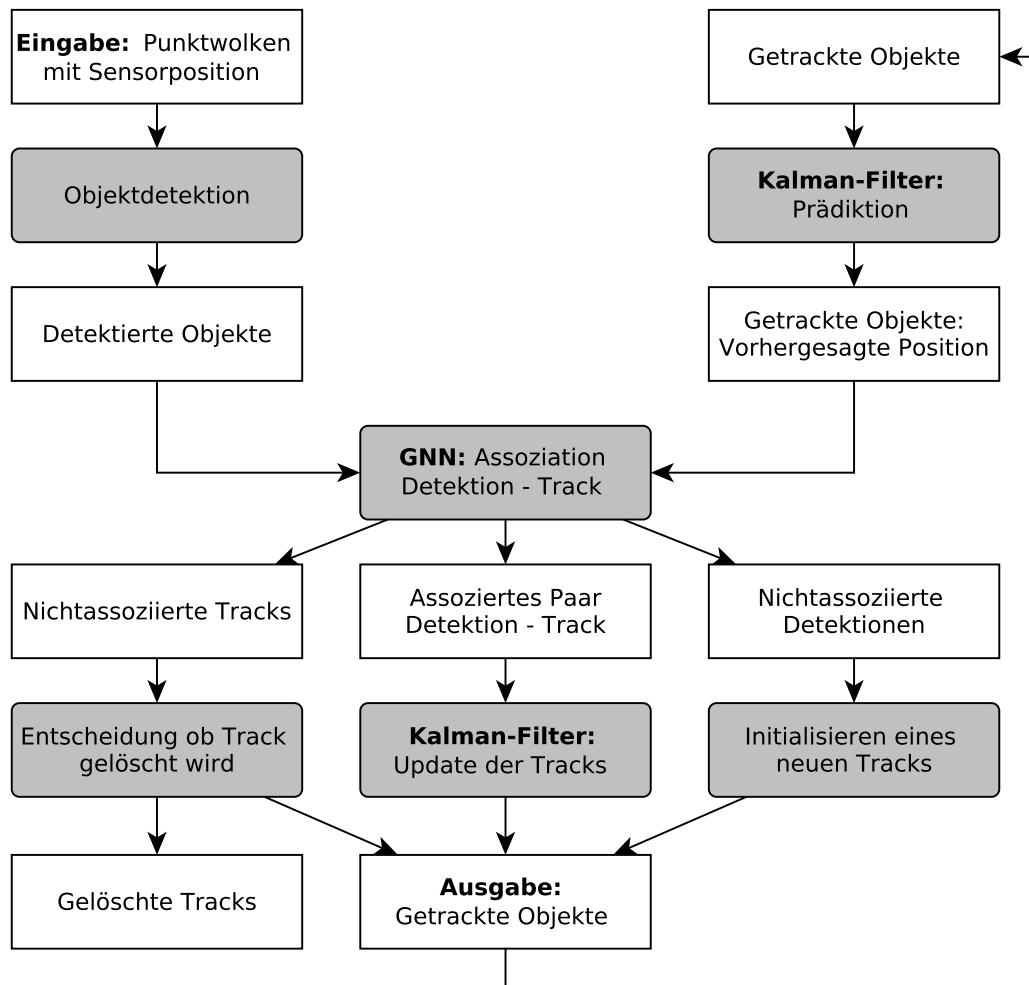 Eingabe: Punktwolken
mit Sensorposition
Getrackte Objekte
Objektdetektion
Kalman-Filter:
Prädiktion
Detektierte Objekte
Getrackte Objekte:
Vorhergesagte Position
GNN: Assoziation
Detektion - Track
Nichtassoziierte Tracks
Assoziertes Paar
Detektion - Track
Nichtassoziierte
Detektionen
Entscheidung ob Track
gelöscht wird
Kalman-Filter:
Update der Tracks
Initialisieren eines
neuen Tracks
Gelöschte Tracks
Ausgabe:
Getrackte Objekte